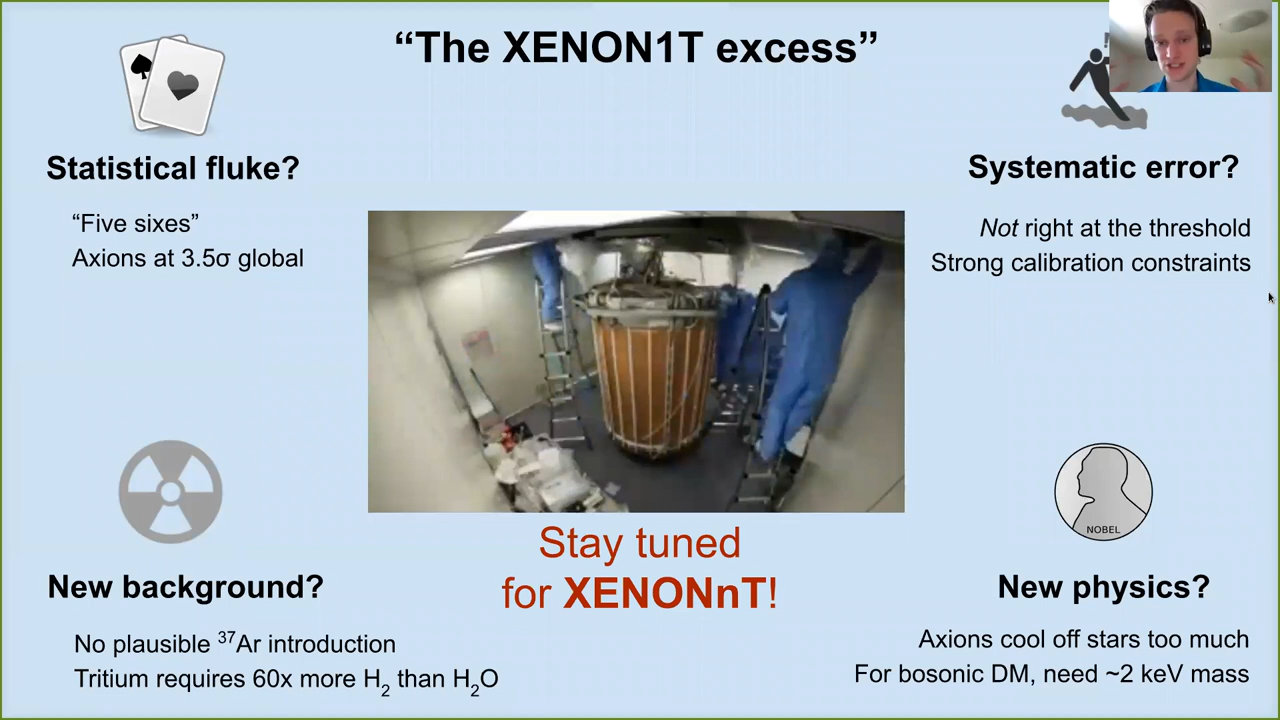 “The XENON1T excess”
Statistical fluke?
“Five sixes”
Axions at 3.5σ global
Systematic error?
Not right at the threshold
Strong calibration constraints
Stay tuned
for XENONnT!
New background?
No plausible ³⁷Ar introduction
Tritium requires 60x more H₂ than H₂O
NOBEL
New physics?
Axions cool off stars too much
For bosonic DM, need ~2 keV mass